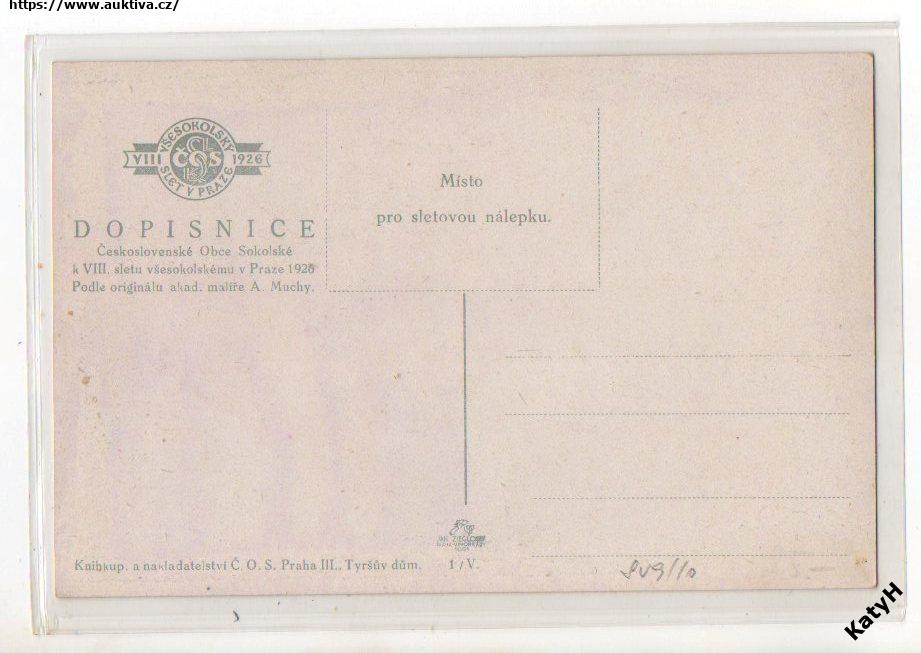 https://www.auktiva.cz/
VŠESOKOLSKÝ
VIII ČOS 1926
SLET V PRAZE
DOPISNICE
Československé Obce Sokolské
k VIII. sletu všesokolskému v Praze 1926
Podle originálu akad. malíře A. Muchy.
Místo
pro sletovou nálepku.
Knihkup. a nakladatelství Č. O. S. Praha III., Tyršův dům.
1/V.
KatyH